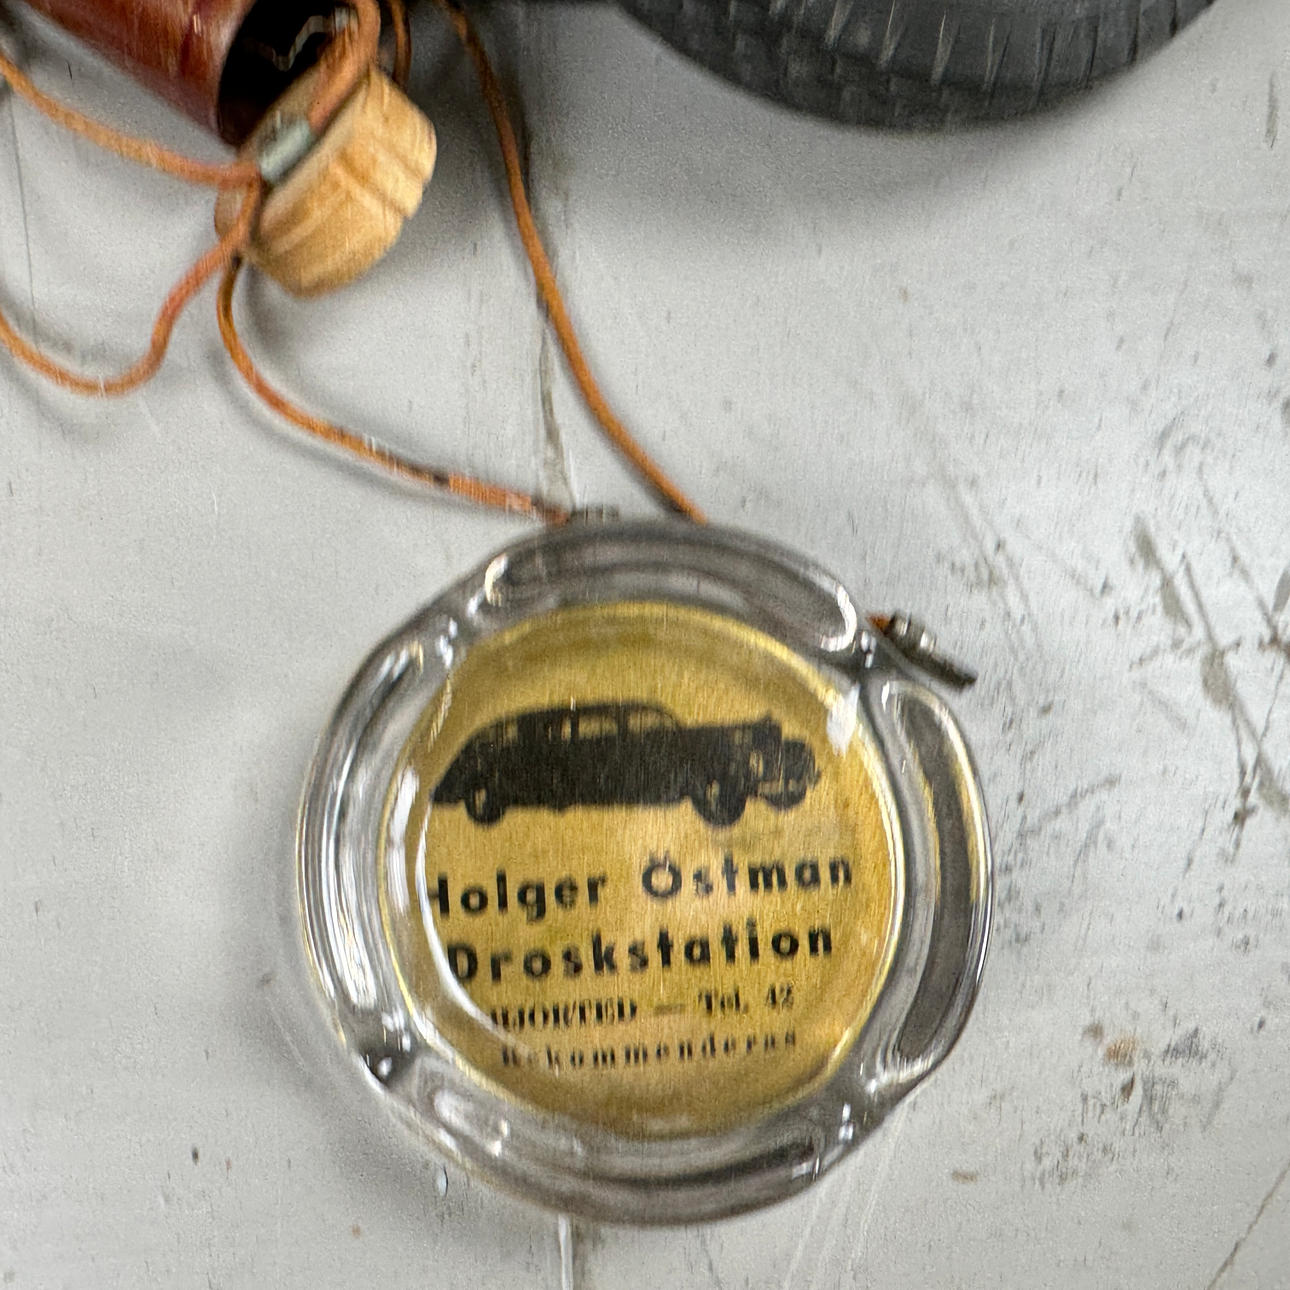 Holger Östman
Droskstation
— Tel. 42
Rekommenderas